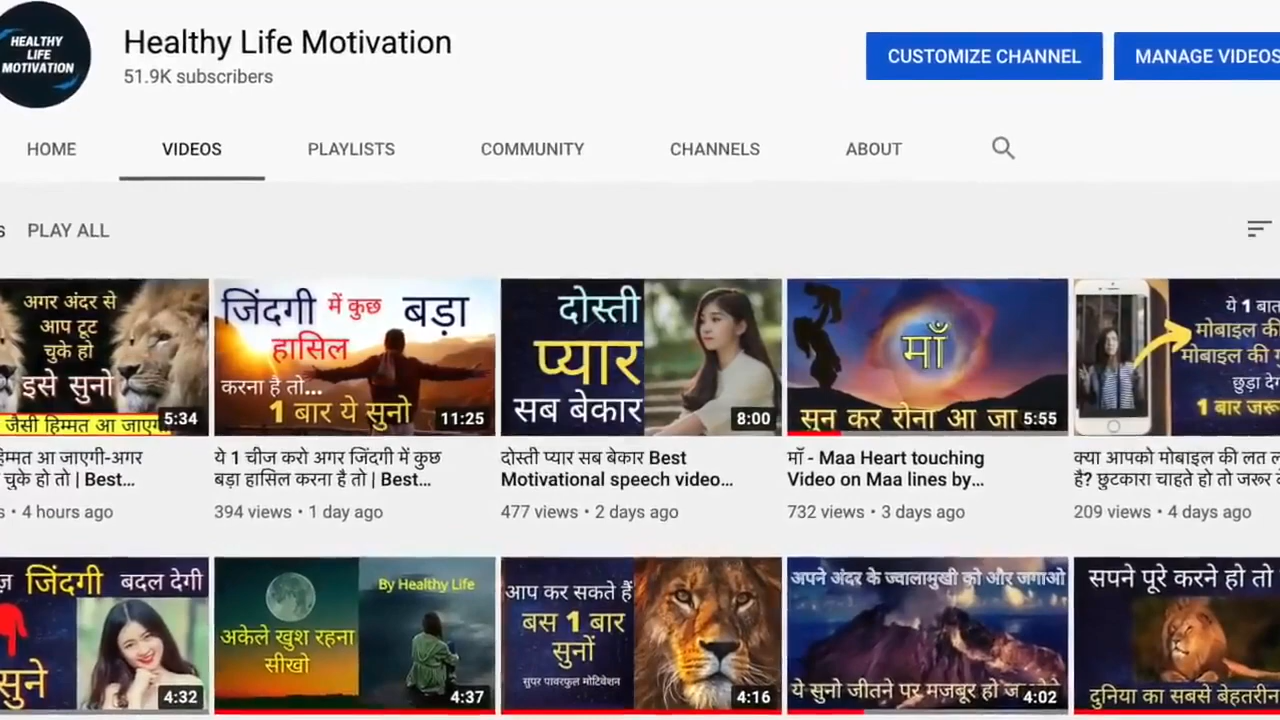 HEALTHY
LIFE
MOTIVATION
Healthy Life Motivation
51.9K subscribers
CUSTOMIZE CHANNEL
MANAGE VIDEOS
HOME
VIDEOS
PLAYLISTS
COMMUNITY
CHANNELS
ABOUT
s
PLAY ALL
अगर अंदर से
आप टूट
चुके हो
इसे सुनो
जैसी हिम्मत आ जाएग
5:34
जिंदगी में कुछ बड़ा
हासिल
करना है तो...
1 बार ये सुनो
11:25
दोस्ती
प्यार
सब बेकार
8:00
माँ
सुन कर रोना आ जा
5:55
ये 1 बात
मोबाइल की
मोबाइल की
छुड़ा दे
1 बार जरू
हिम्मत आ जाएगी-अगर
चुके हो तो | Best...
s • 4 hours ago
ये 1 चीज करो अगर जिंदगी में कुछ
बड़ा हासिल करना है तो | Best...
394 views • 1 day ago
दोस्ती प्यार सब बेकार Best
Motivational speech video...
477 views • 2 days ago
माँ - Maa Heart touching
Video on Maa lines by...
732 views • 3 days ago
क्या आपको मोबाइल की लत
है? छुटकारा चाहते हो तो जरूर
209 views • 4 days ago
ज़ जिंदगी बदल देगी
सुने
4:32
By Healthy Life
अकेले खुश रहना
सीखो
4:37
आप कर सकते हैं
बस 1 बार
सुनों
सुपर पावरफुल मोटिवेशन
4:16
अपने अंदर के ज्वालामुखी को और जगाओ
ये सुनो जीतने पर मजबूर हो
4:02
सपने पूरे करने हो तो
दुनिया का सबसे बेहतरीन